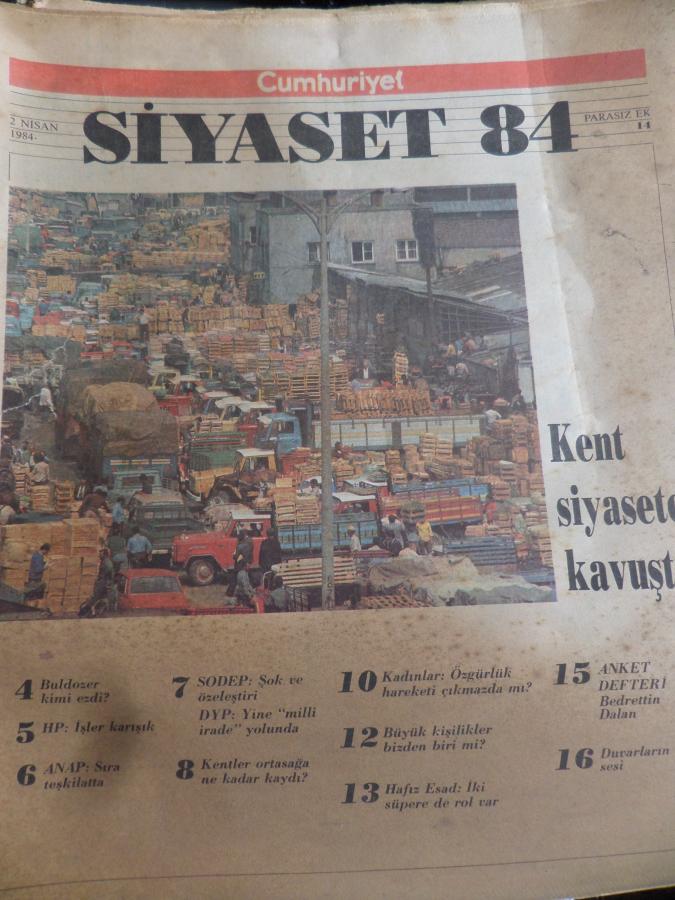 Cumhuriyet
2 NİSAN
1984.
SİYASET 84
PARASIZ EK
14
Kent
kavuşt
4 Buldozer
kimi ezdi?
5 HP: İşler karışık
6 ANAP: Sıra
teşkilatta
7 SODEP: Şok ve
özeleştiri
DYP: Yine "milli
irade" yolunda
8 Kentler ortasağa
ne kadar kaydı?
10 Kadınlar: Özgürlük
hareketi çıkmazda mı?
12 Büyük kişilikler
bizden biri mi?
13 Hafız Esad: İki
süpere de rol var
15 ANKET
DEFTERİ
Bedrettin
Dalan
16 Duvarların
sesi